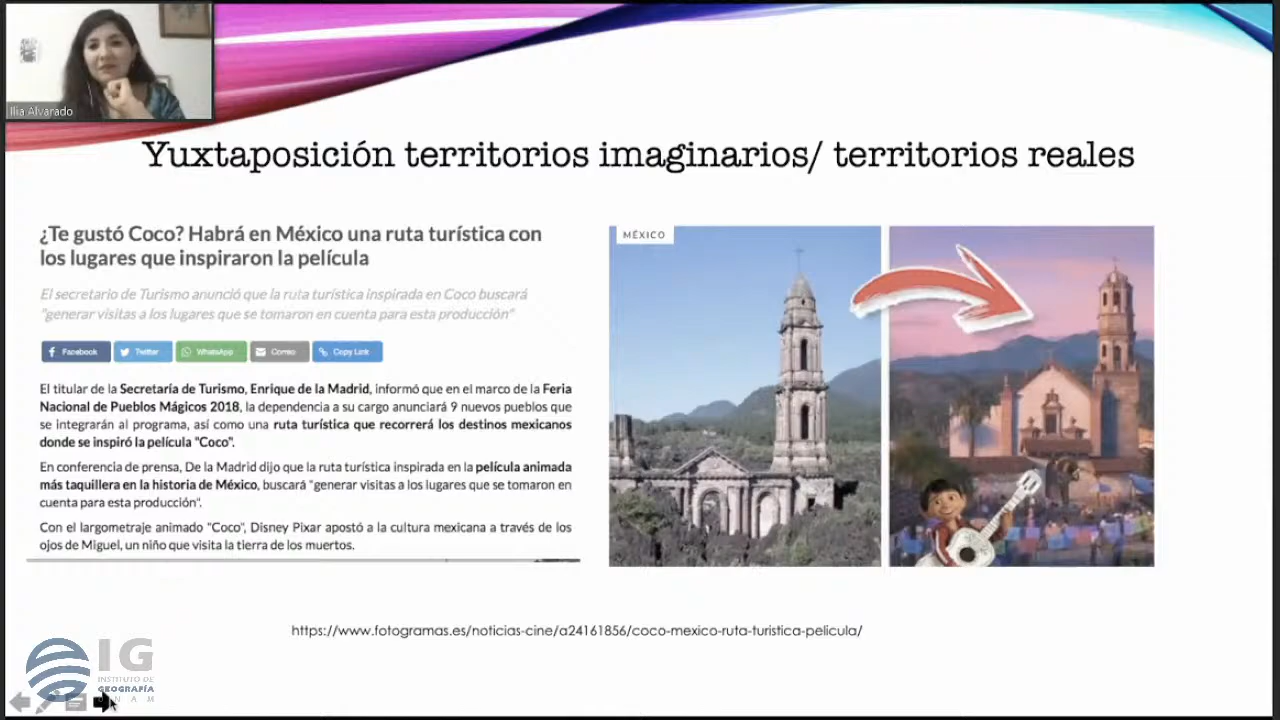 Ilia Alvarado
Yuxtaposición territorios imaginarios/ territorios reales
¿Te gustó Coco? Habrá en México una ruta turística con
los lugares que inspiraron la película
El secretario de Turismo anunció que la ruta turística inspirada en Coco buscará
"generar visitas a los lugares que se tomaron en cuenta para esta producción"
Facebook
Twitter
WhatsApp
Correo
Copy Link
El titular de la Secretaría de Turismo, Enrique de la Madrid, informó que en el marco de la Feria
Nacional de Pueblos Mágicos 2018, la dependencia a su cargo anunciará 9 nuevos pueblos que
se integrarán al programa, así como una ruta turística que recorrerá los destinos mexicanos
donde se inspiró la película "Coco".
En conferencia de prensa, De la Madrid dijo que la ruta turística inspirada en la película animada
más taquillera en la historia de México, buscará "generar visitas a los lugares que se tomaron en
cuenta para esta producción".
Con el largometraje animado "Coco", Disney Pixar apostó a la cultura mexicana a través de los
ojos de Miguel, un niño que visita la tierra de los muertos.
MÉXICO
https://www.fotogramas.es/noticias-cine/a24161856/coco-mexico-ruta-turistica-pelicula/
IG
INSTITUTO DE
GEOGRAFÍA
U N A M